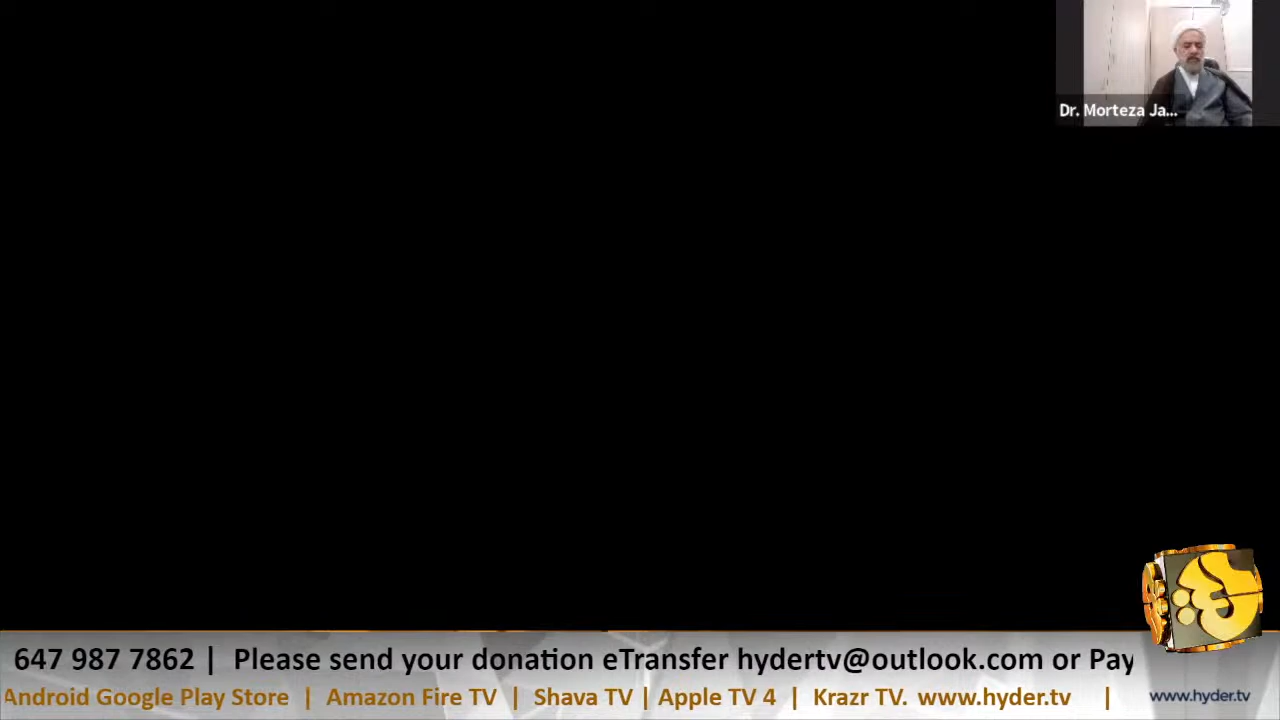 Dr. Morteza Ja...
647 987 7862 | Please send your donation eTransfer hydertv@outlook.com or Pay
Android Google Play Store | Amazon Fire TV | Shava TV | Apple TV 4 | Krazr TV. www.hyder.tv |
www.hyder.tv